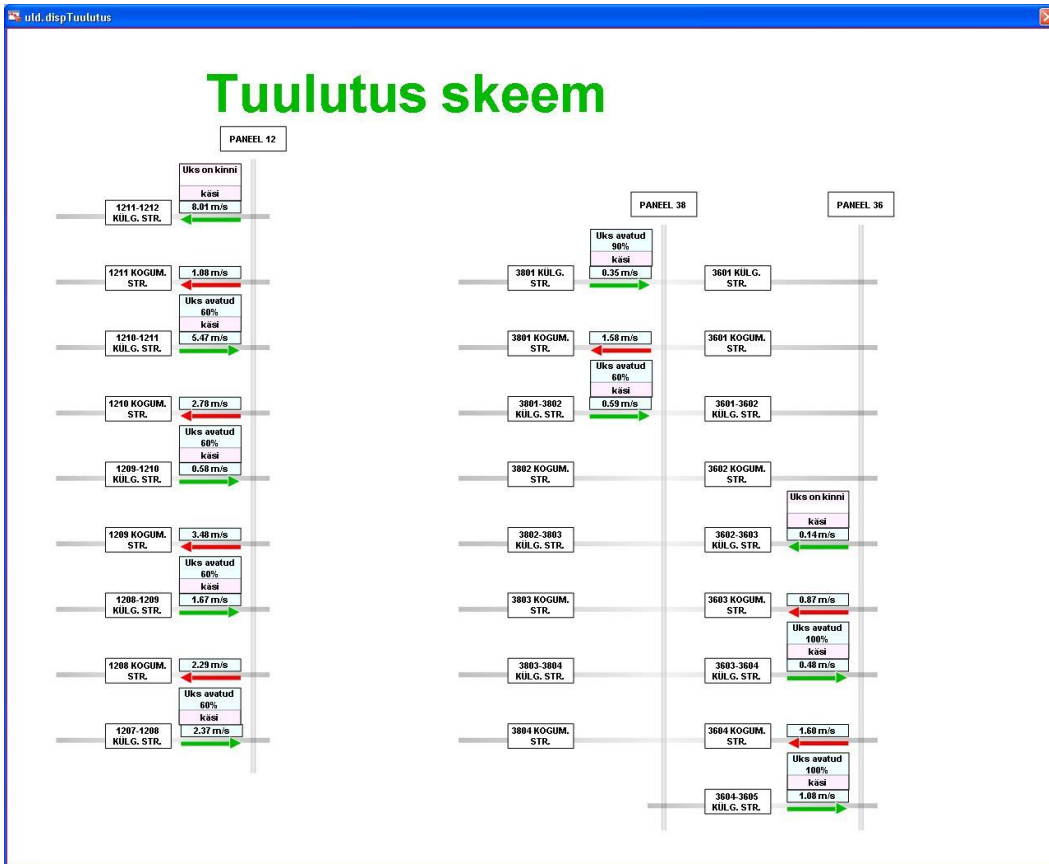 uld.dispTuulutus
Tuulutus skeem
PANEEL 12
Uks on kinni
käsi
8.01 m/s
1211-1212
KÜLG. STR.
1211 KOGUM.
STR.
1.08 m/s
Uks avatud
60%
käsi
5.47 m/s
1210-1211
KÜLG. STR.
1210 KOGUM.
STR.
2.78 m/s
Uks avatud
60%
käsi
0.58 m/s
1209-1210
KÜLG. STR.
1209 KOGUM.
STR.
3.48 m/s
Uks avatud
60%
käsi
1.67 m/s
1208-1209
KÜLG. STR.
1208 KOGUM.
STR.
2.29 m/s
Uks avatud
60%
käsi
2.37 m/s
1207-1208
KÜLG. STR.
PANEEL 38
Uks avatud
90%
käsi
0.35 m/s
3801 KÜLG.
STR.
3801 KOGUM.
STR.
1.58 m/s
Uks avatud
60%
käsi
0.59 m/s
3801-3802
KÜLG. STR.
3802 KOGUM.
STR.
3802-3803
KÜLG. STR.
3803 KOGUM.
STR.
3803-3804
KÜLG. STR.
3804 KOGUM.
STR.
PANEEL 36
3601 KÜLG.
STR.
3601 KOGUM.
STR.
3601-3602
KÜLG. STR.
3602 KOGUM.
STR.
Uks on kinni
käsi
0.14 m/s
3602-3603
KÜLG. STR.
3603 KOGUM.
STR.
0.87 m/s
Uks avatud
100%
käsi
0.48 m/s
3603-3604
KÜLG. STR.
3604 KOGUM.
STR.
1.60 m/s
Uks avatud
100%
käsi
1.08 m/s
3604-3605
KÜLG. STR.